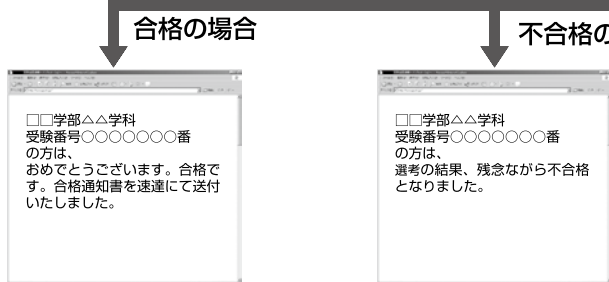 合格の場合
不合格の
□□学部△△学科
受験番号○○○○○○○番
の方は、
おめでとうございます。合格で
す。合格通知書を速達にて送付
いたしました。
□□学部△△学科
受験番号○○○○○○○番
の方は、
選考の結果、残念ながら不合格
となりました。